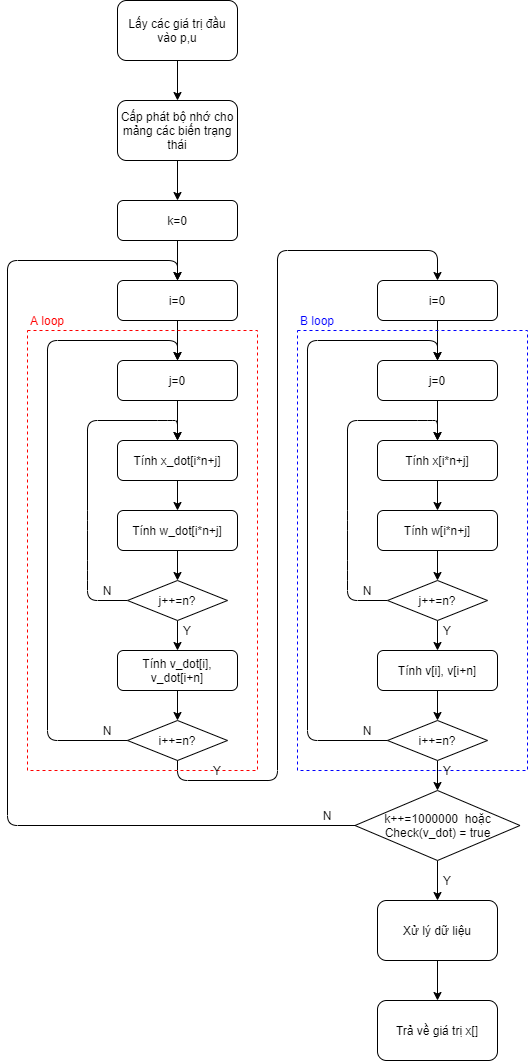 Lấy các giá trị đầu
vào p,u
Cấp phát bộ nhớ cho
mảng các biến trạng
thái
k=0
i=0
A loop
j=0
Tính x_dot[i*n+j]
Tính w_dot[i*n+j]
N
j++=n?
Y
Tính v_dot[i],
v_dot[i+n]
N
i++=n?
Y
i=0
B loop
j=0
Tính x[i*n+j]
Tính w[i*n+j]
N
j++=n?
Y
Tính v[i], v[i+n]
N
i++=n?
Y
N
k++=1000000 hoặc
Check(v_dot) = true
Y
Xử lý dữ liệu
Trả về giá trị x[]